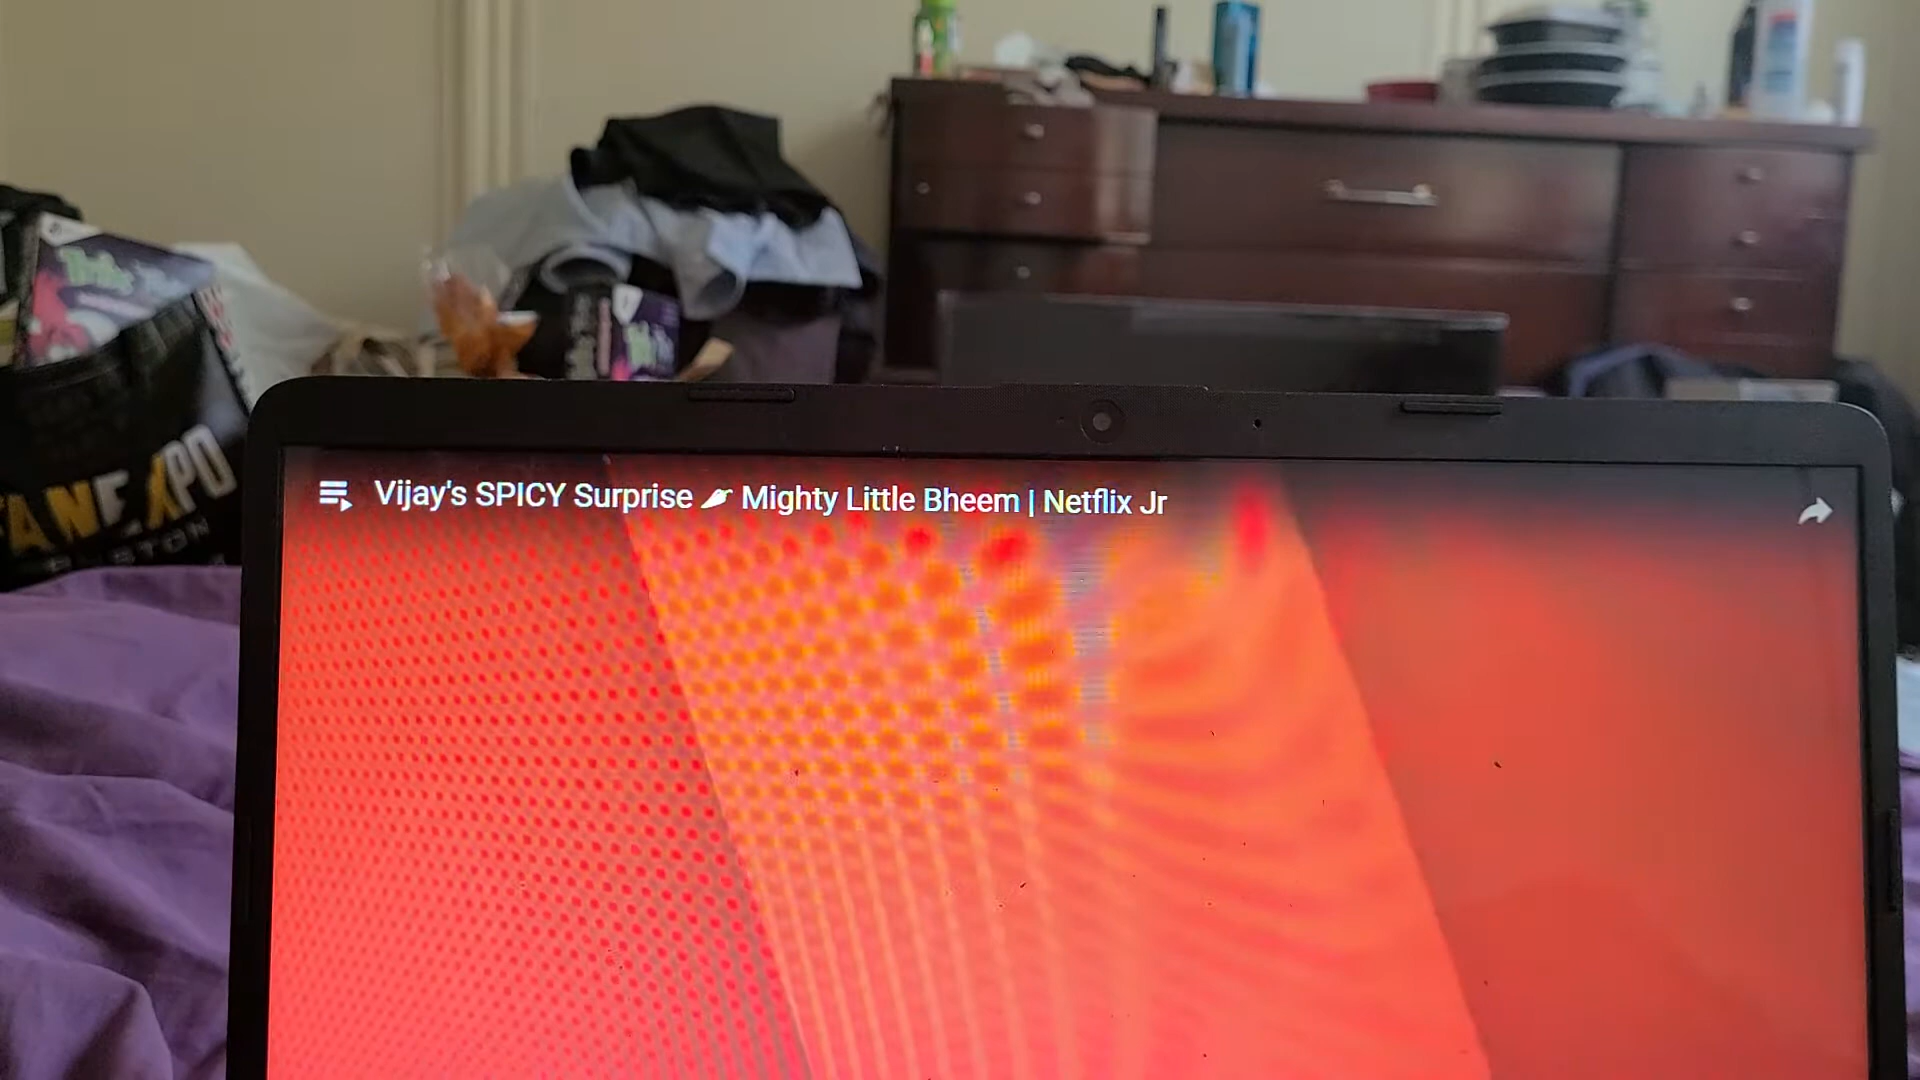 Vijay's SPICY Surprise 🌶 Mighty Little Bheem | Netflix Jr
FAN EXPO